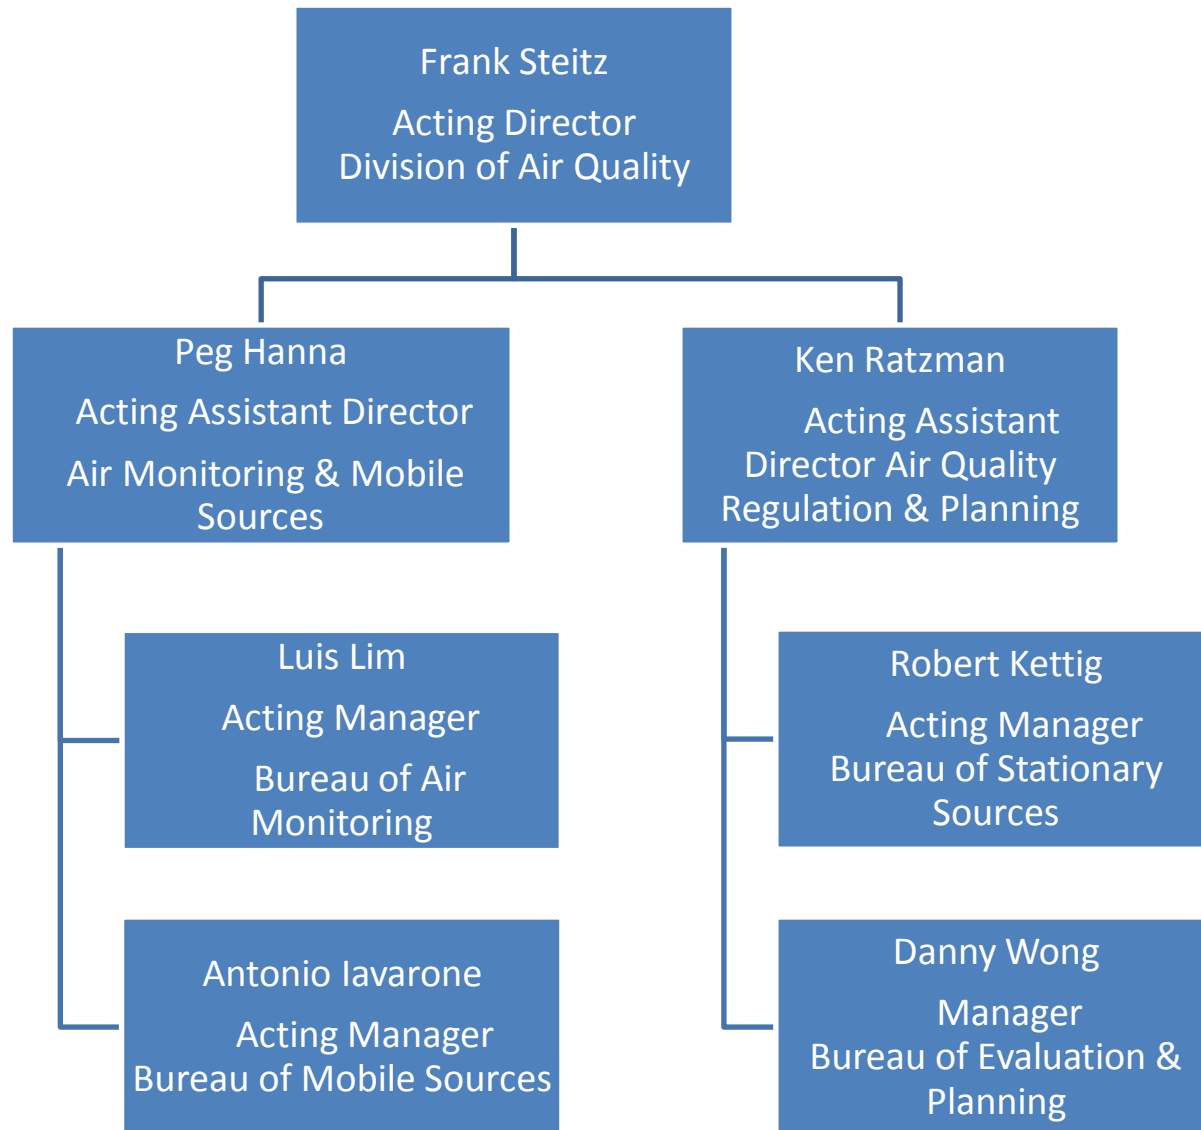 Frank Steitz
Acting Director
Division of Air Quality
Peg Hanna
Acting Assistant Director
Air Monitoring & Mobile
Sources
Ken Ratzman
Acting Assistant
Director Air Quality
Regulation & Planning
Luis Lim
Acting Manager
Bureau of Air
Monitoring
Robert Kettig
Acting Manager
Bureau of Stationary
Sources
Antonio Iavarone
Acting Manager
Bureau of Mobile Sources
Danny Wong
Manager
Bureau of Evaluation &
Planning